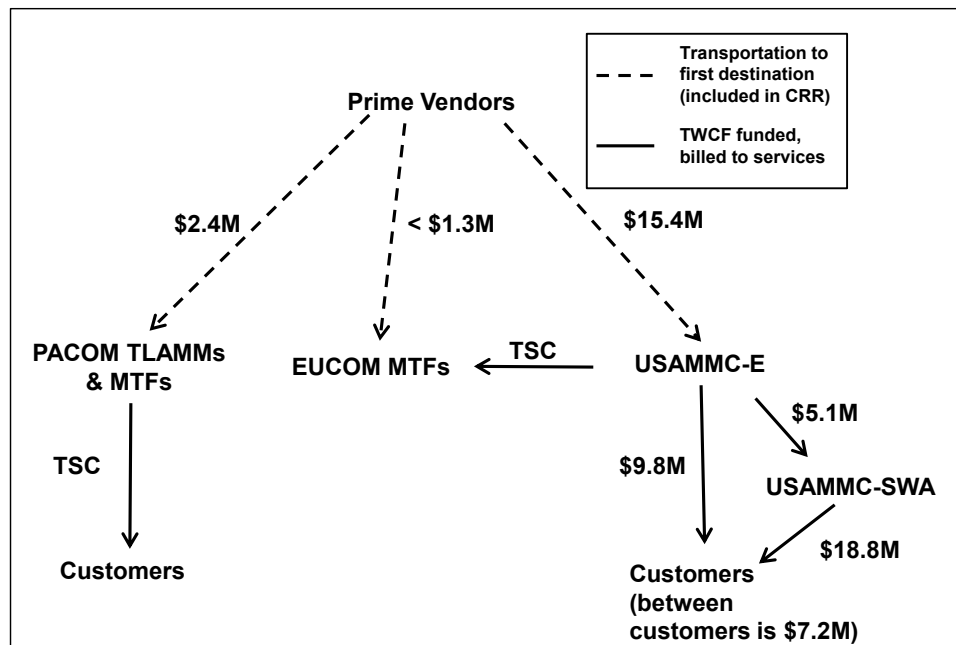 Transportation to
first destination
(included in CRR)
TWCF funded,
billed to services
Prime Vendors
$2.4M
< $1.3M
$15.4M
PACOM TLAMMs
& MTFs
EUCOM MTFs
TSC
USAMMC-E
$5.1M
TSC
$9.8M
USAMMC-SWA
$18.8M
Customers
Customers
(between
customers is $7.2M)